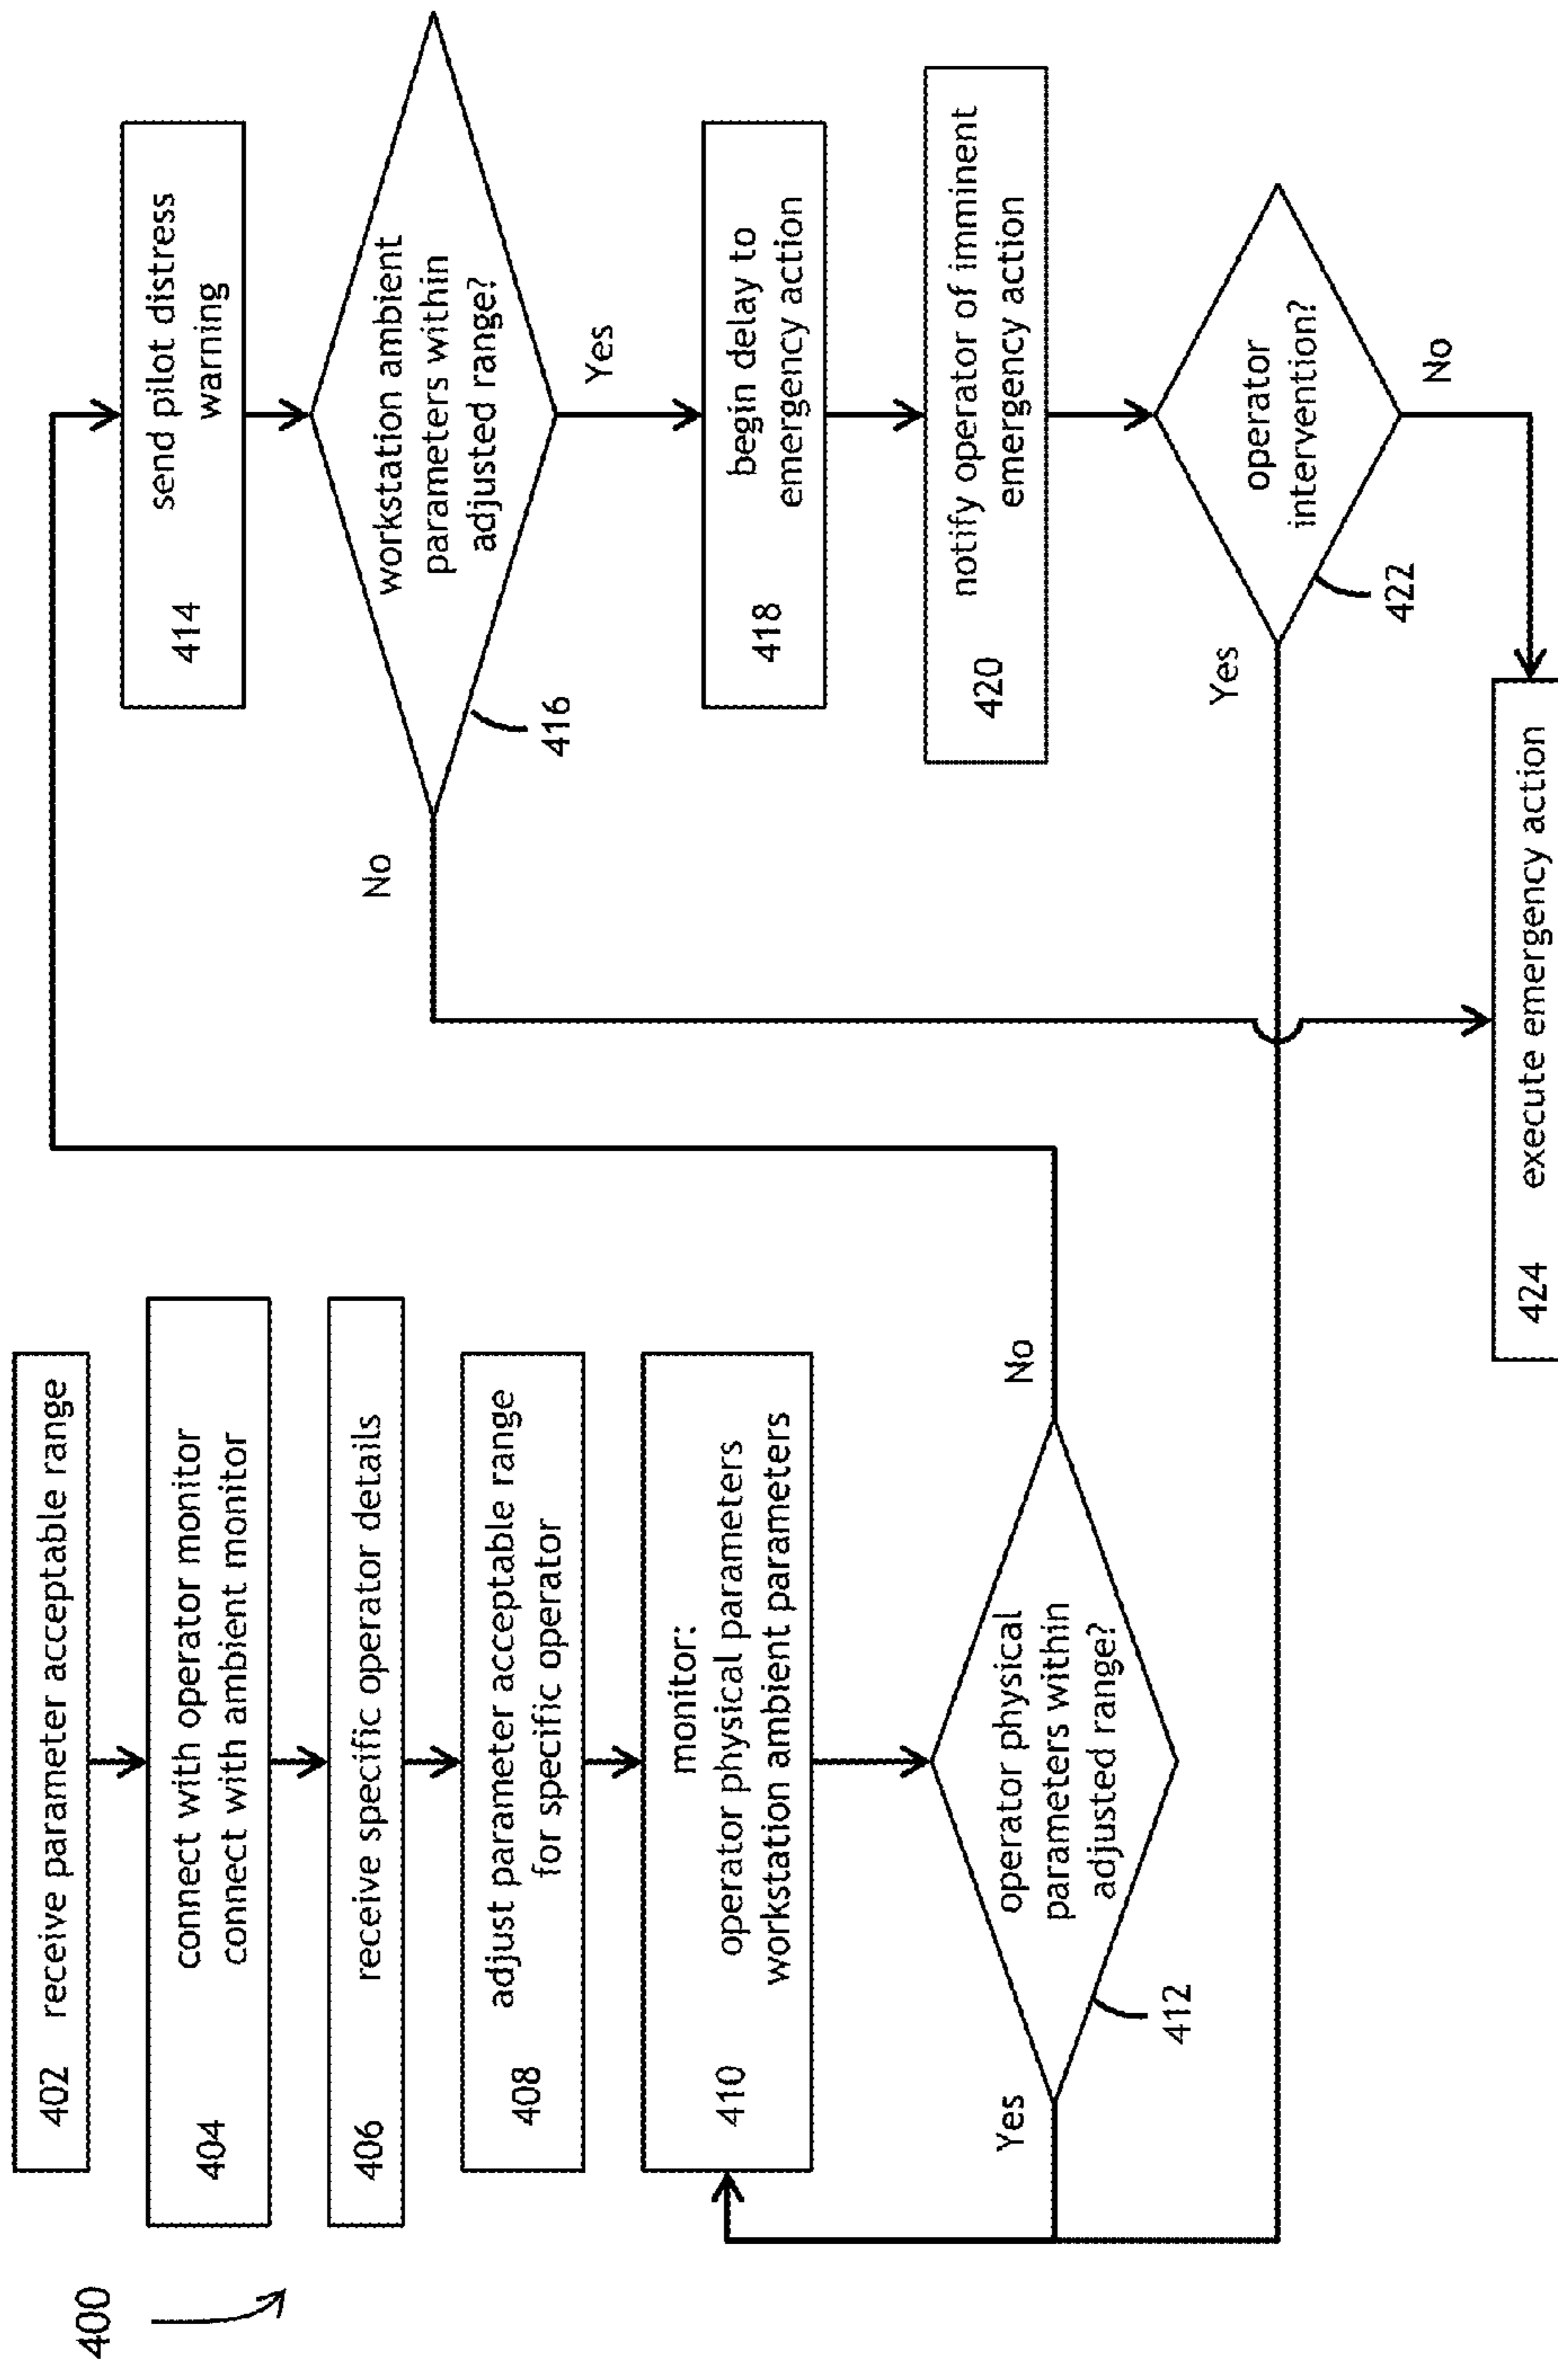 400
402 receive parameter acceptable range
404
connect with operator monitor
connect with ambient monitor
406 receive specific operator details
408
adjust parameter acceptable range
for specific operator
410
monitor:
operator physical parameters
workstation ambient parameters
operator physical
parameters within
adjusted range?
412
Yes
No
414
send pilot distress
warning
workstation ambient
parameters within
adjusted range?
416
No
Yes
418
begin delay to
emergency action
420
notify operator of imminent
emergency action
operator
intervention?
422
Yes
No
424 execute emergency action